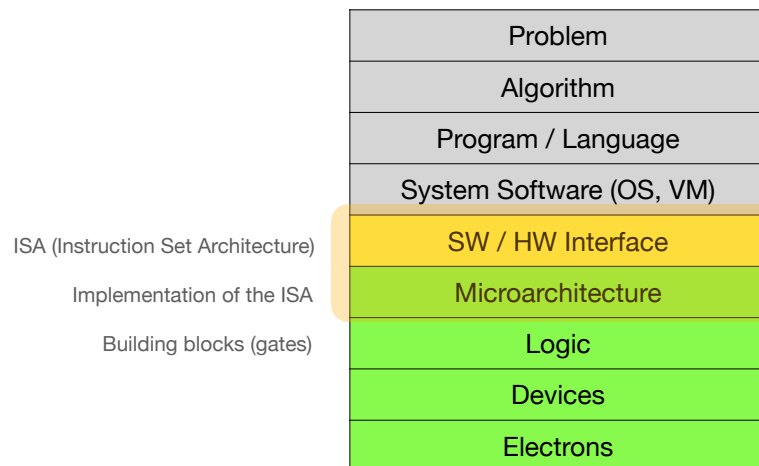 Problem
Algorithm
Program / Language
System Software (OS, VM)
ISA (Instruction Set Architecture)
SW / HW Interface
Implementation of the ISA
Microarchitecture
Building blocks (gates)
Logic
Devices
Electrons